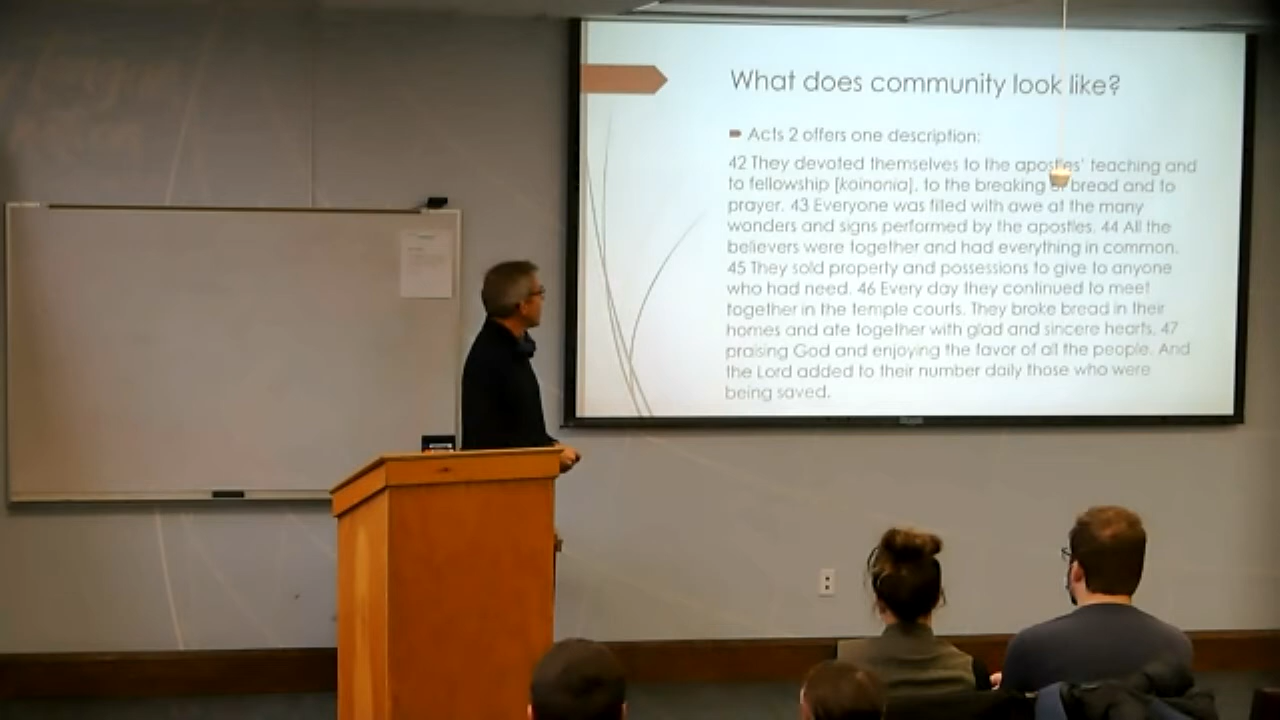 What does community look like?
Acts 2 offers one description:
42 They devoted themselves to the apostles' teaching and
to fellowship [koinonia], to the breaking of bread and to
prayer. 43 Everyone was filled with awe at the many
wonders and signs performed by the apostles. 44 All the
believers were together and had everything in common.
45 They sold property and possessions to give to anyone
who had need. 46 Every day they continued to meet
together in the temple courts. They broke bread in their
homes and ate together with glad and sincere hearts, 47
praising God and enjoying the favor of all the people. And
the Lord added to their number daily those who were
being saved.